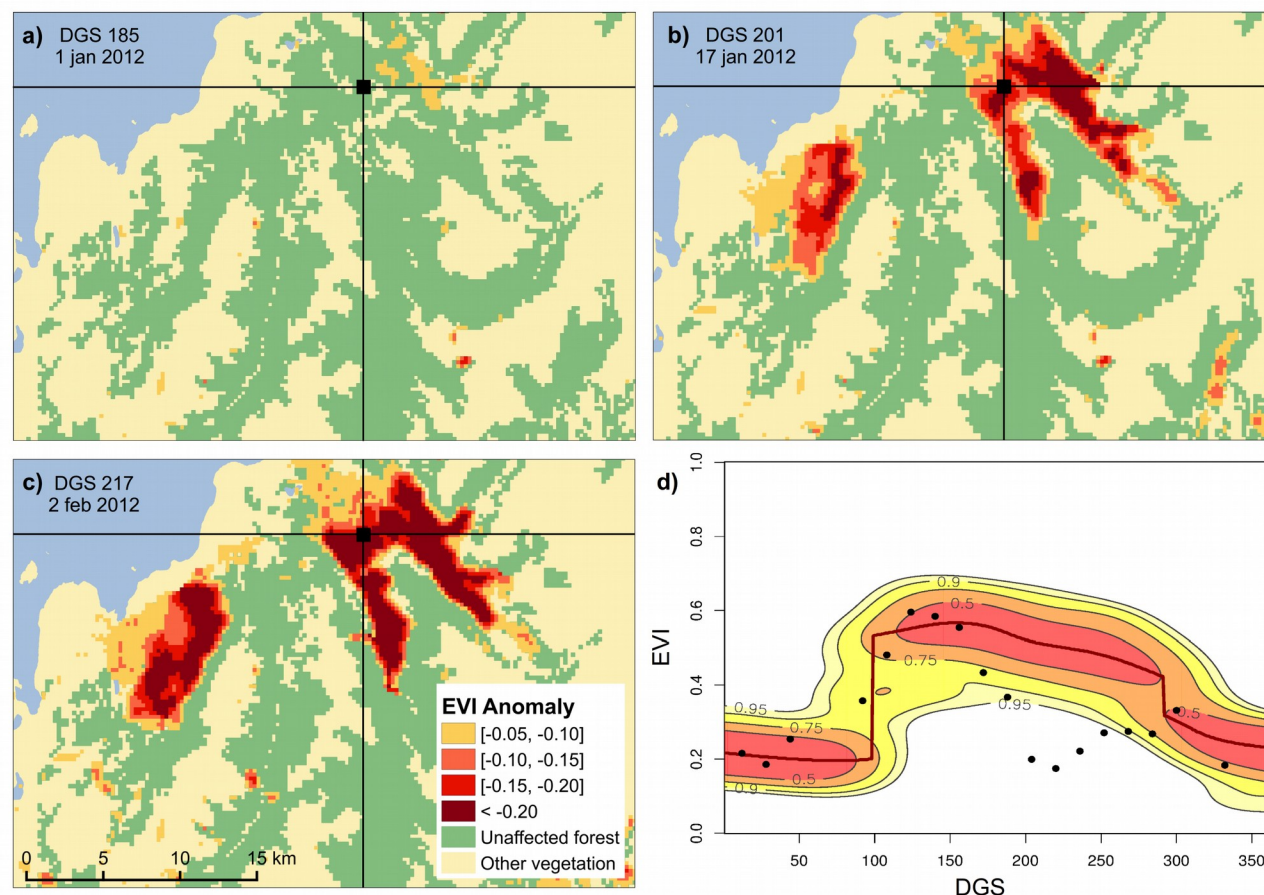 a) DGS 185
1 jan 2012
b) DGS 201
17 jan 2012
c) DGS 217
2 feb 2012
EVI Anomaly
[-0.05, -0.10]
[-0.10, -0.15]
[-0.15, -0.20]
< -0.20
Unaffected forest
Other vegetation
0 5 10 15 km
d)
EVI
1.0
0.8
0.6
0.4
0.2
0.0
0.9
0.5
0.75
0.95
0.95
0.75
0.5
0.9
0.5
50 100 150 200 250 300 350
DGS